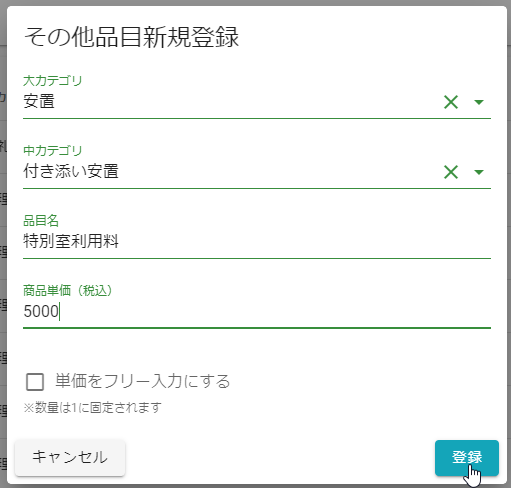 その他品目新規登録
大カテゴリ
安置
中カテゴリ
付き添い安置
品目名
特別室利用料
商品単価（税込）
5000
単価をフリー入力にする
※数量は1に固定されます
キャンセル
登録